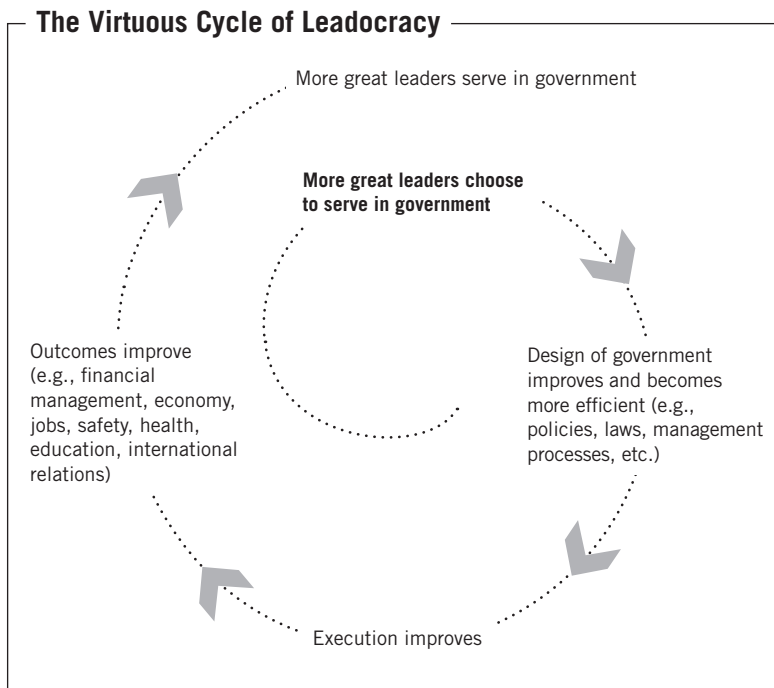 The Virtuous Cycle of Leadocracy
More great leaders serve in government
More great leaders choose
to serve in government
Design of government
improves and becomes
more efficient (e.g.,
policies, laws, management
processes, etc.)
Execution improves
Outcomes improve
(e.g., financial
management, economy,
jobs, safety, health,
education, international
relations)